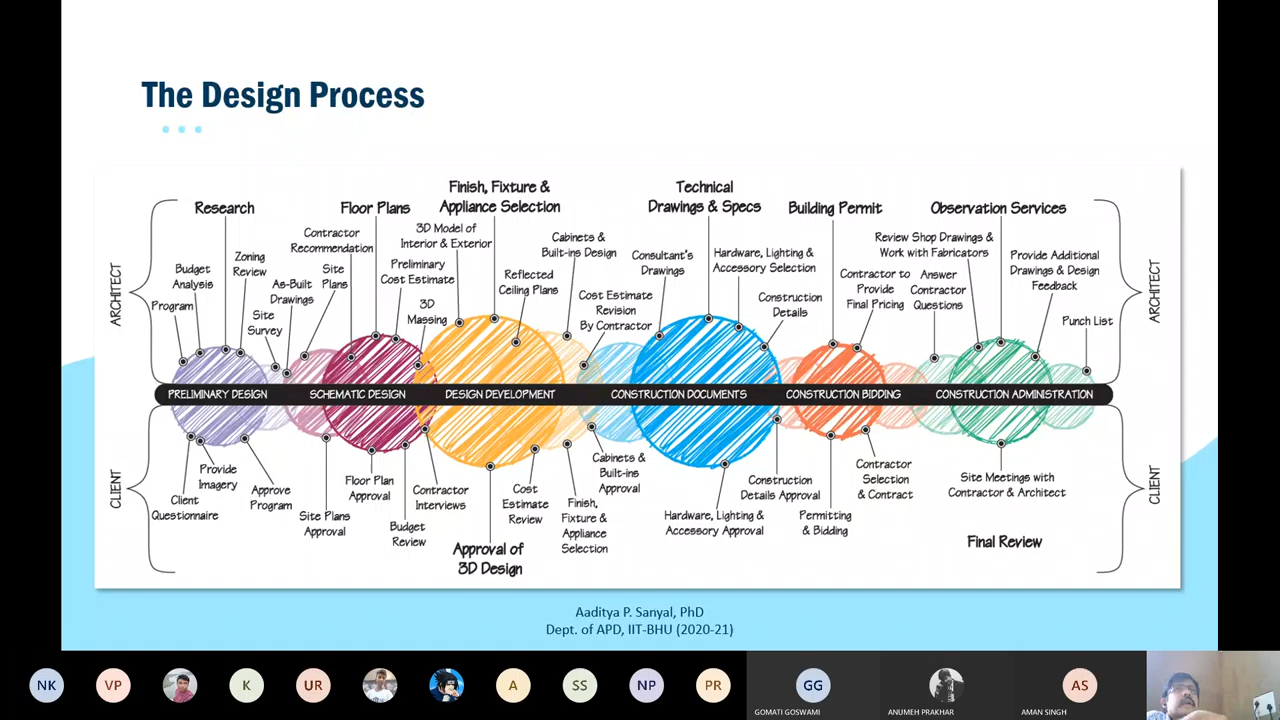 The Design Process
Research
Floor Plans
Finish, Fixture &
Appliance Selection
Technical
Drawings & Specs
Building Permit
Observation Services
ARCHITECT
Program
Budget
Analysis
Zoning
Review
Site
Survey
As-Built
Drawings
Contractor
Recommendation
Site
Plans
3D Model of
Interior & Exterior
Preliminary
Cost Estimate
3D
Massing
Reflected
Ceiling Plans
Cabinets &
Built-ins Design
Cost Estimate
Revision
By Contractor
Consultant's
Drawings
Hardware, Lighting &
Accessory Selection
Construction
Details
Contractor to
Provide
Final Pricing
Review Shop Drawings &
Work with Fabricators
Answer
Contractor
Questions
Provide Additional
Drawings & Design
Feedback
Punch List
ARCHITECT
PRELIMINARY DESIGN
SCHEMATIC DESIGN
DESIGN DEVELOPMENT
CONSTRUCTION DOCUMENTS
CONSTRUCTION BIDDING
CONSTRUCTION ADMINISTRATION
CLIENT
Client
Questionnaire
Provide
Imagery
Approve
Program
Site Plans
Approval
Floor Plan
Approval
Budget
Review
Contractor
Interviews
Approval of
3D Design
Cost
Estimate
Review
Finish,
Fixture &
Appliance
Selection
Cabinets &
Built-ins
Approval
Hardware, Lighting &
Accessory Approval
Construction
Details Approval
Permitting
& Bidding
Contractor
Selection
& Contract
Site Meetings with
Contractor & Architect
Final Review
CLIENT
Aaditya P. Sanyal, PhD
Dept. of APD, IIT-BHU (2020-21)
NK
VP
K
UR
A
SS
NP
PR
GG
GOMATI GOSWAMI
ANUMEH PRAKHAR
AS
AMAN SINGH